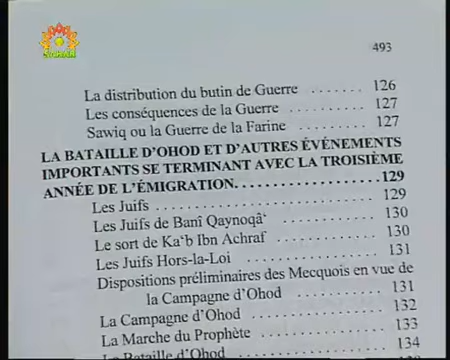 493
La distribution du butin de Guerre ....... 126
Les conséquences de la Guerre .......... 127
Sawiq ou la Guerre de la Farine .......... 127
LA BATAILLE D'OHOD ET D'AUTRES ÉVÉNEMENTS
IMPORTANTS SE TERMINANT AVEC LA TROISIÈME
ANNÉE DE L'ÉMIGRATION. . . . . . . . . . . . . . . . . . . . 129
Les Juifs . . . . . . . . . . . . . . . . . . . . . . . . . 129
Les Juifs de Banî Qaynoqâ‘ . . . . . . . . . . . . 130
Le sort de Ka‘b Ibn Achraf . . . . . . . . . . . . . 130
Les Juifs Hors-la-Loi . . . . . . . . . . . . . . . . . 131
Dispositions préliminaires des Mecquois en vue de
la Campagne d'Ohod . . . . . . . . . . . . . 131
La Campagne d'Ohod . . . . . . . . . . . . . . . . 132
La Marche du Prophète . . . . . . . . . . . . . . 133
La Bataille d'Ohod . . . . . . . . . . . . . . . . . 134